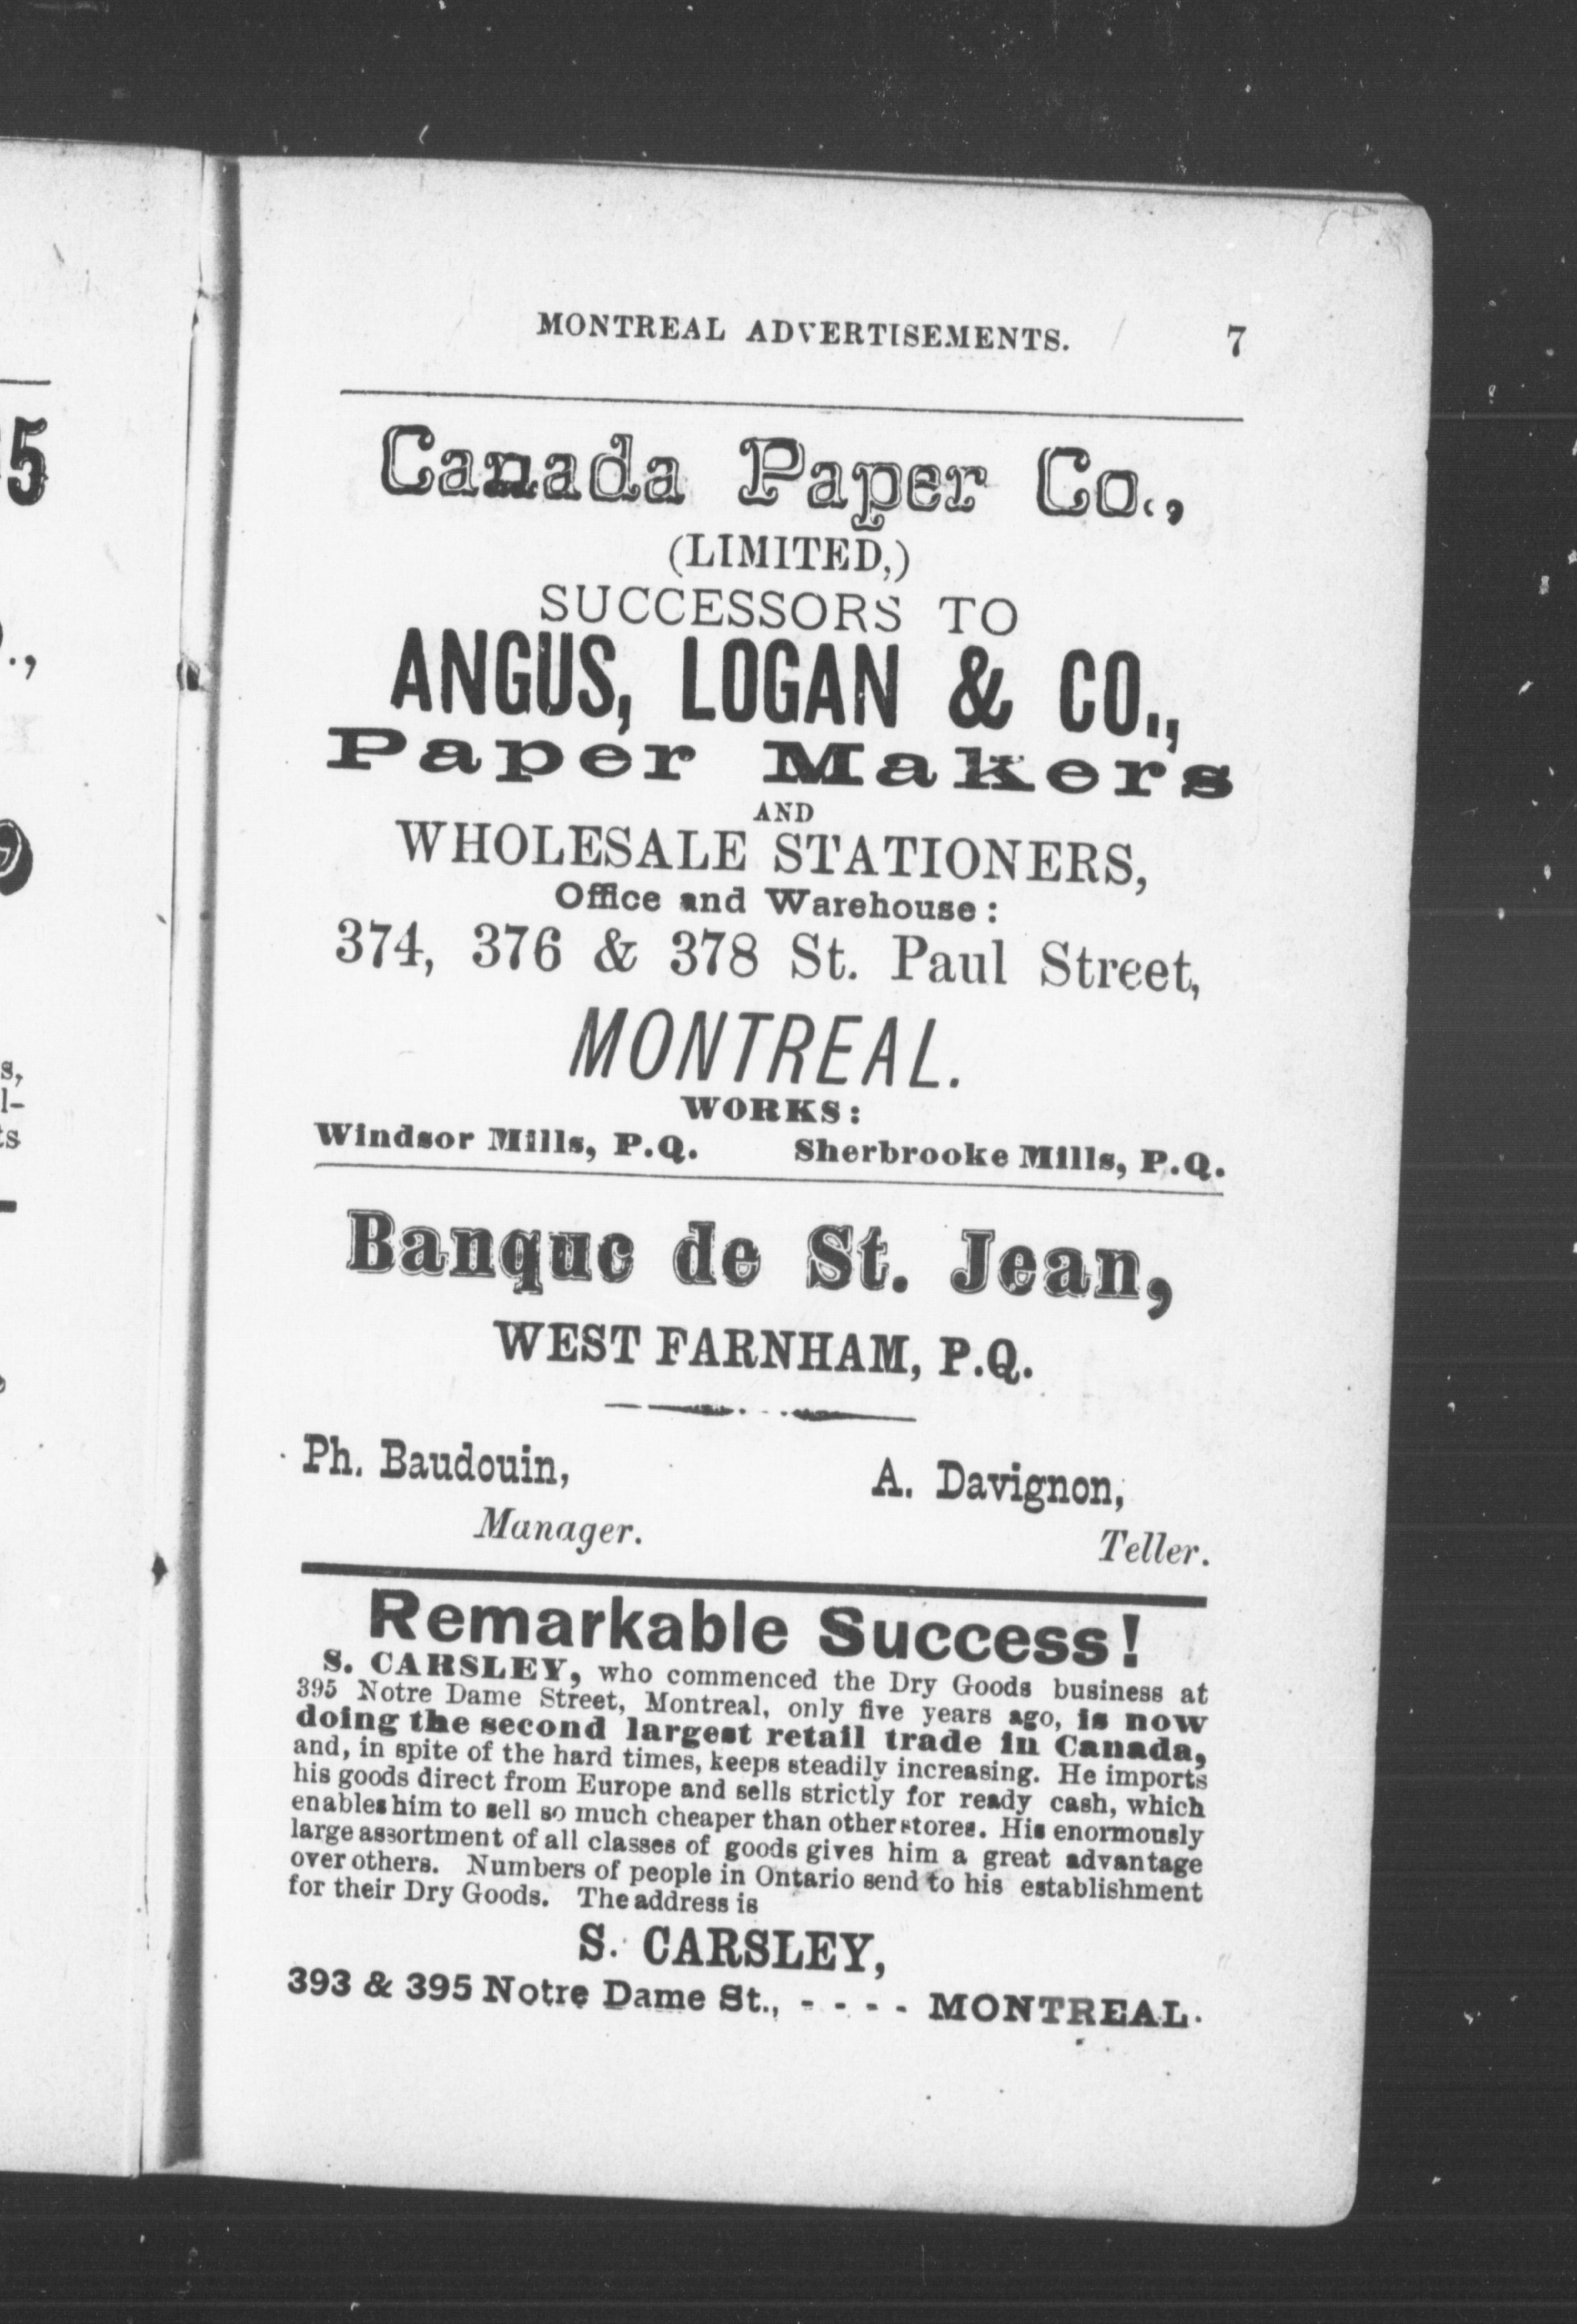 MONTREAL ADVERTISEMENTS. 7
Canada Paper Co.,
(LIMITED,)
SUCCESSORS TO
ANGUS, LOGAN & CO.,
Paper Makers
AND
WHOLESALE STATIONERS,
Office and Warehouse:
374, 376 & 378 St. Paul Street,
MONTREAL.
WORKS:
Windsor Mills, P.Q. Sherbrooke Mills, P.Q.
Banque de St. Jean,
WEST FARNHAM, P.Q.
Ph. Baudouin, A. Davignon,
Manager. Teller.
Remarkable Success!
S. CARSLEY, who commenced the Dry Goods business at
395 Notre Dame Street, Montreal, only five years ago, is now
doing the second largest retail trade in Canada,
and, in spite of the hard times, keeps steadily increasing. He imports
his goods direct from Europe and sells strictly for ready cash, which
enables him to sell so much cheaper than other stores. His enormously
large assortment of all classes of goods gives him a great advantage
over others. Numbers of people in Ontario send to his establishment
for their Dry Goods. The address is
S. CARSLEY,
393 & 395 Notre Dame St., - - - - MONTREAL.